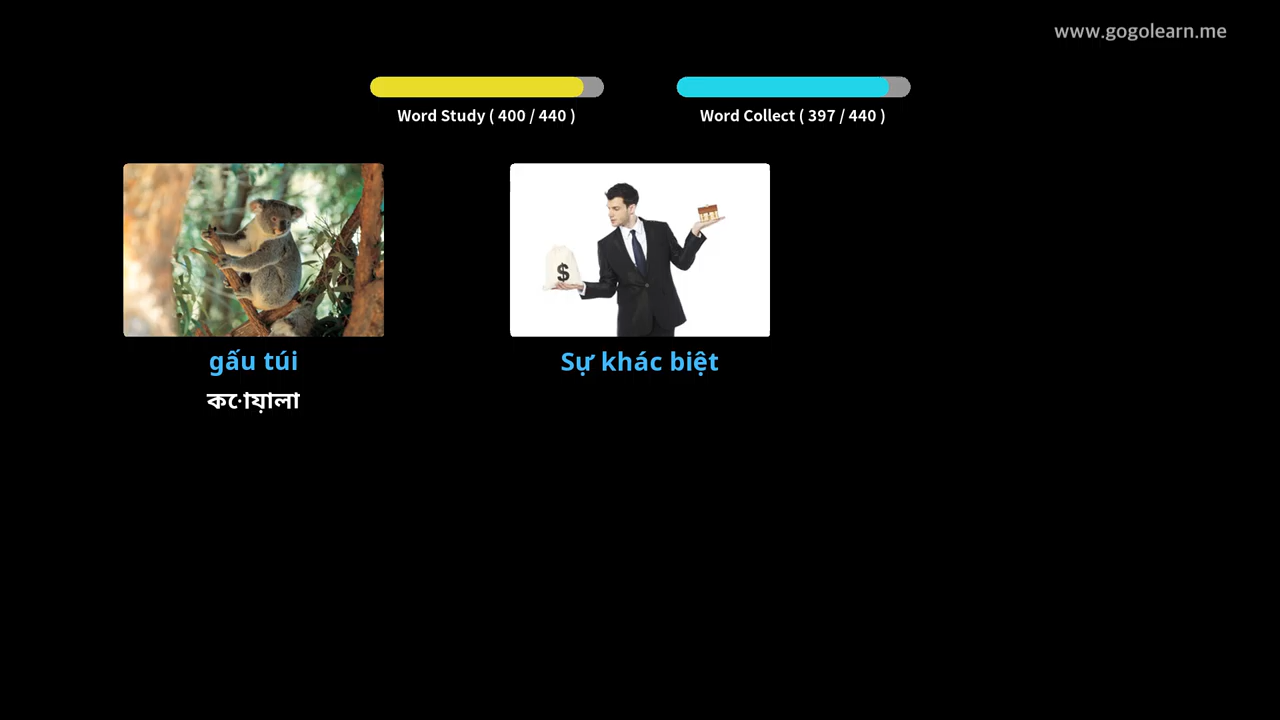 www.gogolearn.me
Word Study ( 400 / 440 )
Word Collect ( 397 / 440 )
gấu túi
Sự khác biệt
কোয়ালা
$